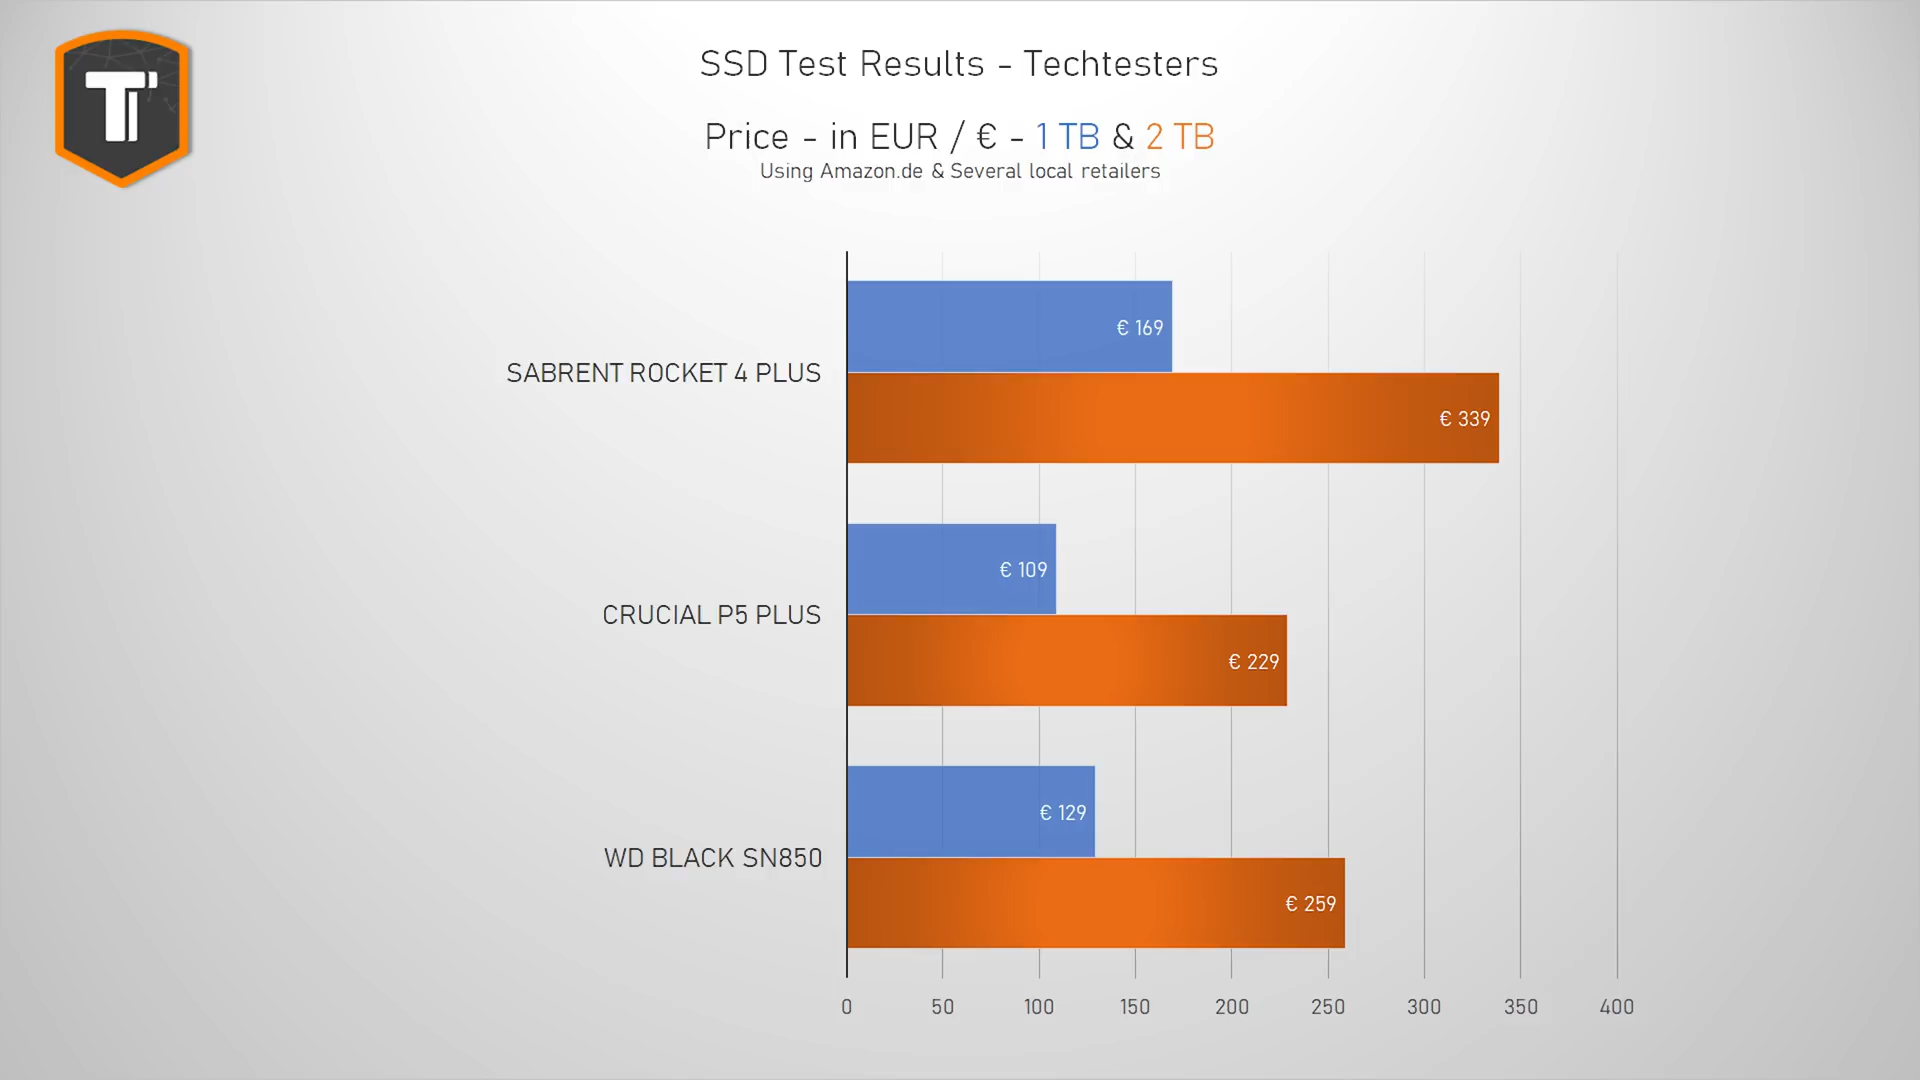 T
SSD Test Results - Techtesters
Price - in EUR / € - 1 TB & 2 TB
Using Amazon.de & Several local retailers
SABRENT ROCKET 4 PLUS
€ 169
€ 339
CRUCIAL P5 PLUS
€ 109
€ 229
WD BLACK SN850
€ 129
€ 259
0 50 100 150 200 250 300 350 400